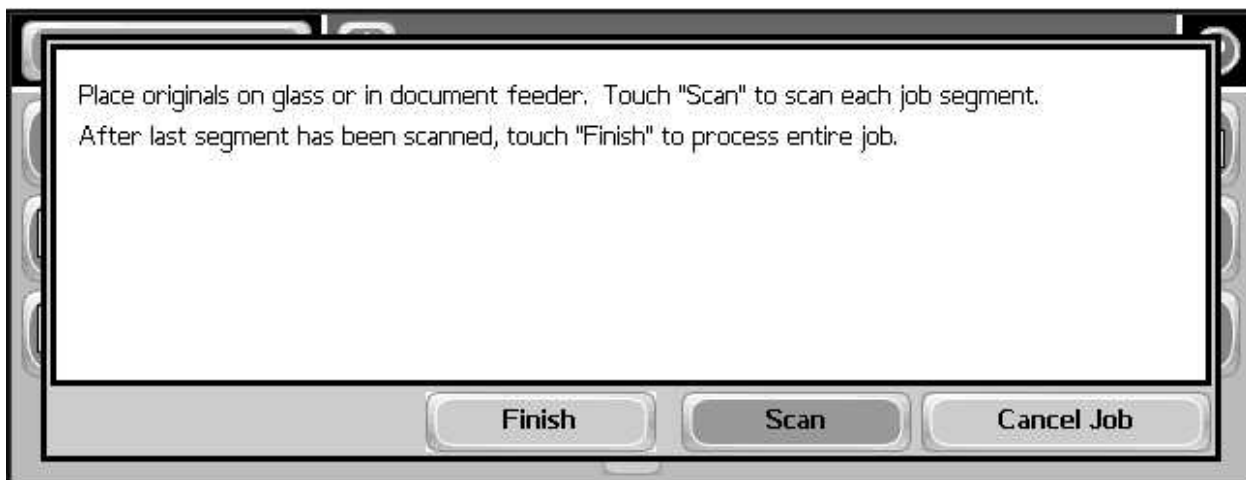 Place originals on glass or in document feeder.  Touch "Scan" to scan each job segment.
After last segment has been scanned, touch "Finish" to process entire job.
Finish
Scan
Cancel Job